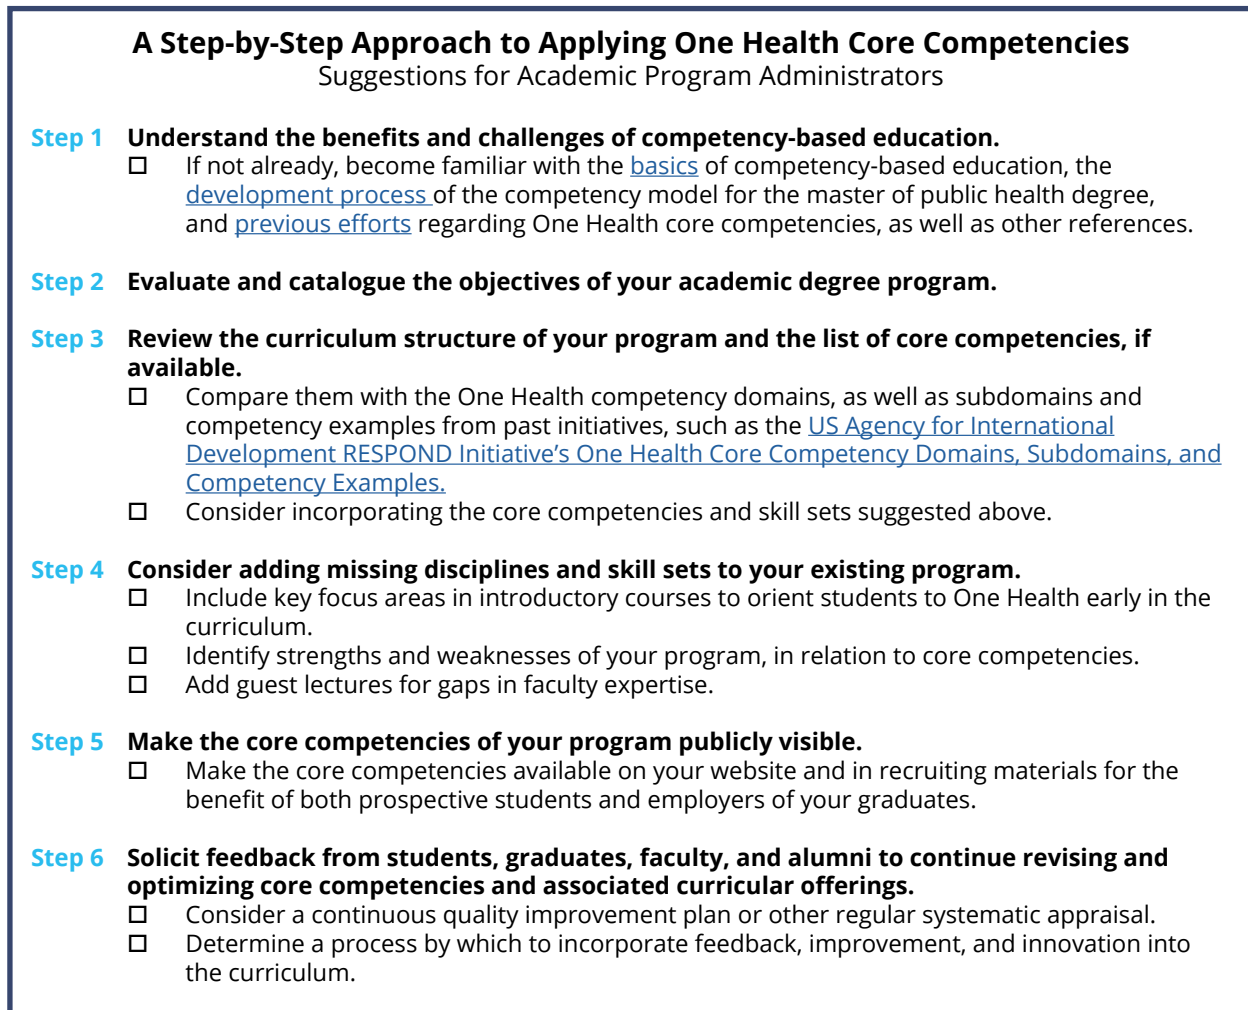 A Step-by-Step Approach to Applying One Health Core Competencies
Suggestions for Academic Program Administrators
Step 1 Understand the benefits and challenges of competency-based education.
☐ If not already, become familiar with the basics of competency-based education, the
development process of the competency model for the master of public health degree,
and previous efforts regarding One Health core competencies, as well as other references.
Step 2 Evaluate and catalogue the objectives of your academic degree program.
Step 3 Review the curriculum structure of your program and the list of core competencies, if
available.
☐ Compare them with the One Health competency domains, as well as subdomains and
competency examples from past initiatives, such as the US Agency for International
Development RESPOND Initiative's One Health Core Competency Domains, Subdomains, and
Competency Examples.
☐ Consider incorporating the core competencies and skill sets suggested above.
Step 4 Consider adding missing disciplines and skill sets to your existing program.
☐ Include key focus areas in introductory courses to orient students to One Health early in the
curriculum.
☐ Identify strengths and weaknesses of your program, in relation to core competencies.
☐ Add guest lectures for gaps in faculty expertise.
Step 5 Make the core competencies of your program publicly visible.
☐ Make the core competencies available on your website and in recruiting materials for the
benefit of both prospective students and employers of your graduates.
Step 6 Solicit feedback from students, graduates, faculty, and alumni to continue revising and
optimizing core competencies and associated curricular offerings.
☐ Consider a continuous quality improvement plan or other regular systematic appraisal.
☐ Determine a process by which to incorporate feedback, improvement, and innovation into
the curriculum.